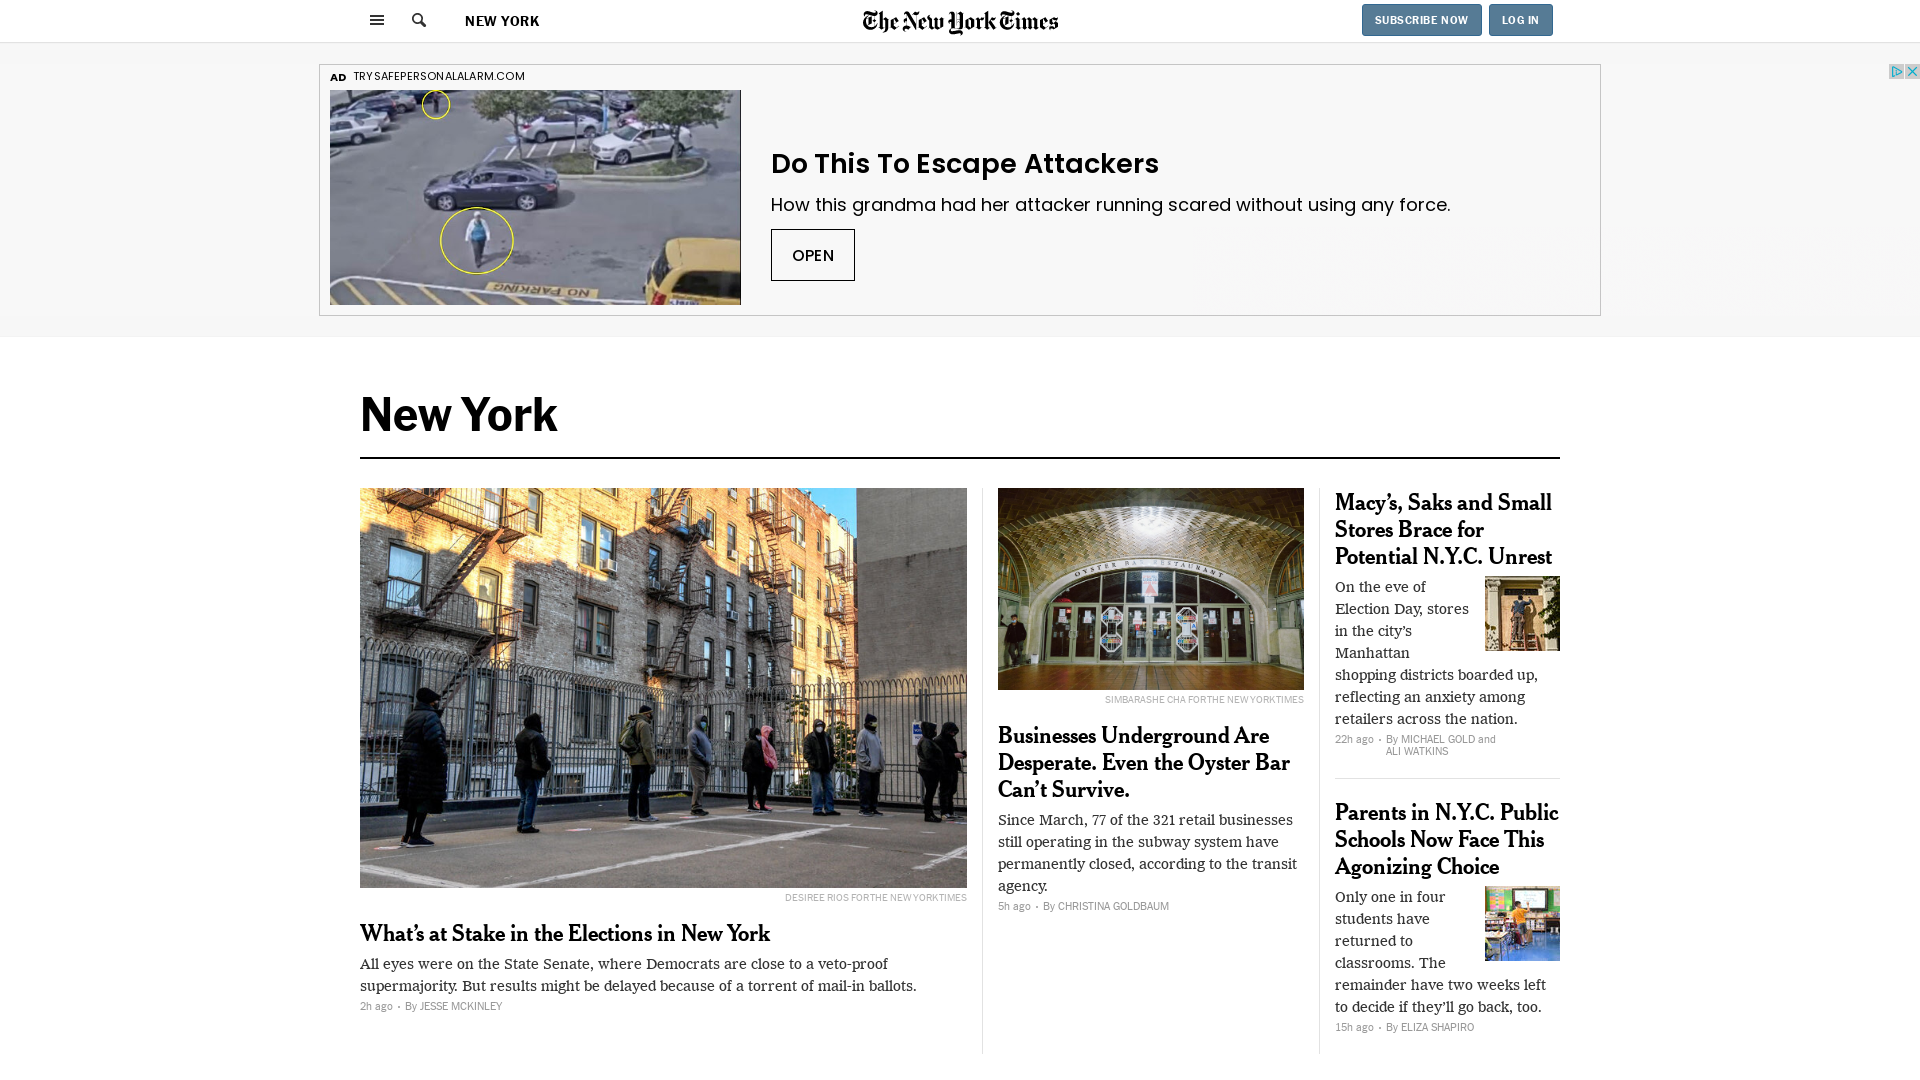 NEW YORK
The New York Times
SUBSCRIBE NOW
LOG IN
AD TRYSAFEPERSONALALARM.COM
NO PARKING
Do This To Escape Attackers
How this grandma had her attacker running scared without using any force.
OPEN
New York
DESIREE RIOS FOR THE NEW YORK TIMES
What's at Stake in the Elections in New York
All eyes were on the State Senate, where Democrats are close to a veto-proof
supermajority. But results might be delayed because of a torrent of mail-in ballots.
2h ago • By JESSE MCKINLEY
OYSTER BAR RESTAURANT
SIMBARASHE CHA FOR THE NEW YORK TIMES
Businesses Underground Are
Desperate. Even the Oyster Bar
Can't Survive.
Since March, 77 of the 321 retail businesses
still operating in the subway system have
permanently closed, according to the transit
agency.
5h ago • By CHRISTINA GOLDBAUM
Macy's, Saks and Small
Stores Brace for
Potential N.Y.C. Unrest
On the eve of
Election Day, stores
in the city's
Manhattan
shopping districts boarded up,
reflecting an anxiety among
retailers across the nation.
22h ago • By MICHAEL GOLD and
ALI WATKINS
Parents in N.Y.C. Public
Schools Now Face This
Agonizing Choice
Only one in four
students have
returned to
classrooms. The
remainder have two weeks left
to decide if they'll go back, too.
15h ago • By ELIZA SHAPIRO